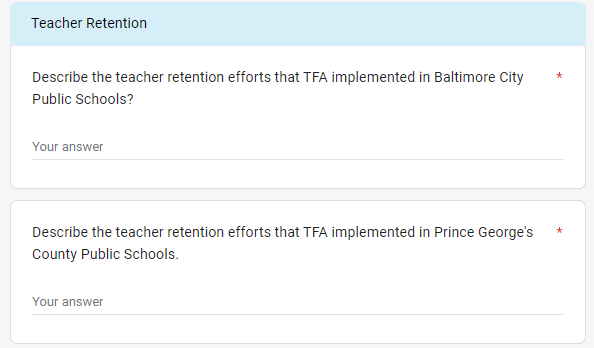 Teacher Retention
Describe the teacher retention efforts that TFA implemented in Baltimore City *
Public Schools?
Your answer
Describe the teacher retention efforts that TFA implemented in Prince George's *
County Public Schools.
Your answer